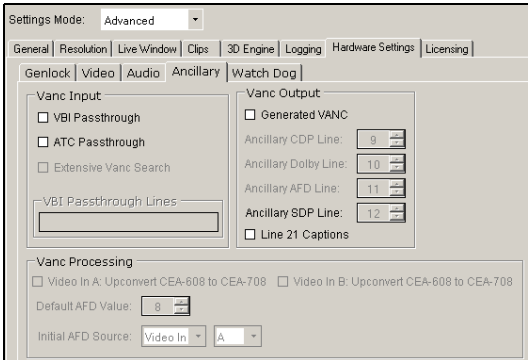 Settings Mode: Advanced
General Resolution Live Window Clips 3D Engine Logging Hardware Settings Licensing
Genlock Video Audio Ancillary Watch Dog
Vanc Input
VBI Passthrough
ATC Passthrough
Extensive Vanc Search
VBI Passthrough Lines
Vanc Output
Generated VANC
Ancillary CDP Line: 9
Ancillary Dolby Line: 10
Ancillary AFD Line: 11
Ancillary SDP Line: 12
Line 21 Captions
Vanc Processing
Video In A: Upconvert CEA-608 to CEA-708 Video In B: Upconvert CEA-608 to CEA-708
Default AFD Value: 8
Initial AFD Source: Video In A